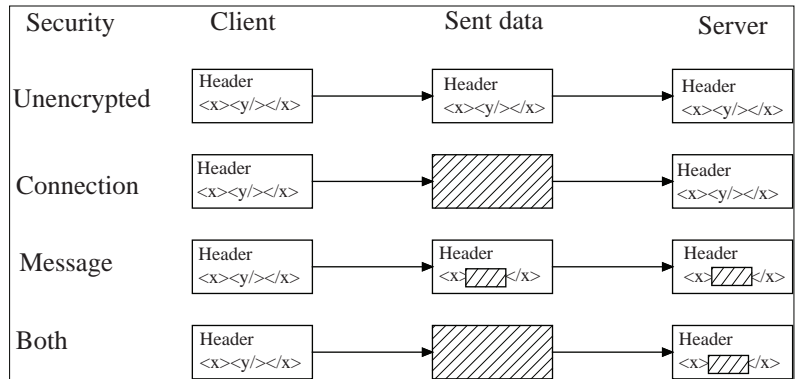 Security Client Sent data Server
Unencrypted
Header Header Header
<x><y/></x> <x><y/></x> <x><y/></x>
Connection
Header Header
<x><y/></x> <x><y/></x>
Message
Header Header Header
<x><y/></x> <x> </x> <x> </x>
Both
Header Header
<x><y/></x> <x> </x>